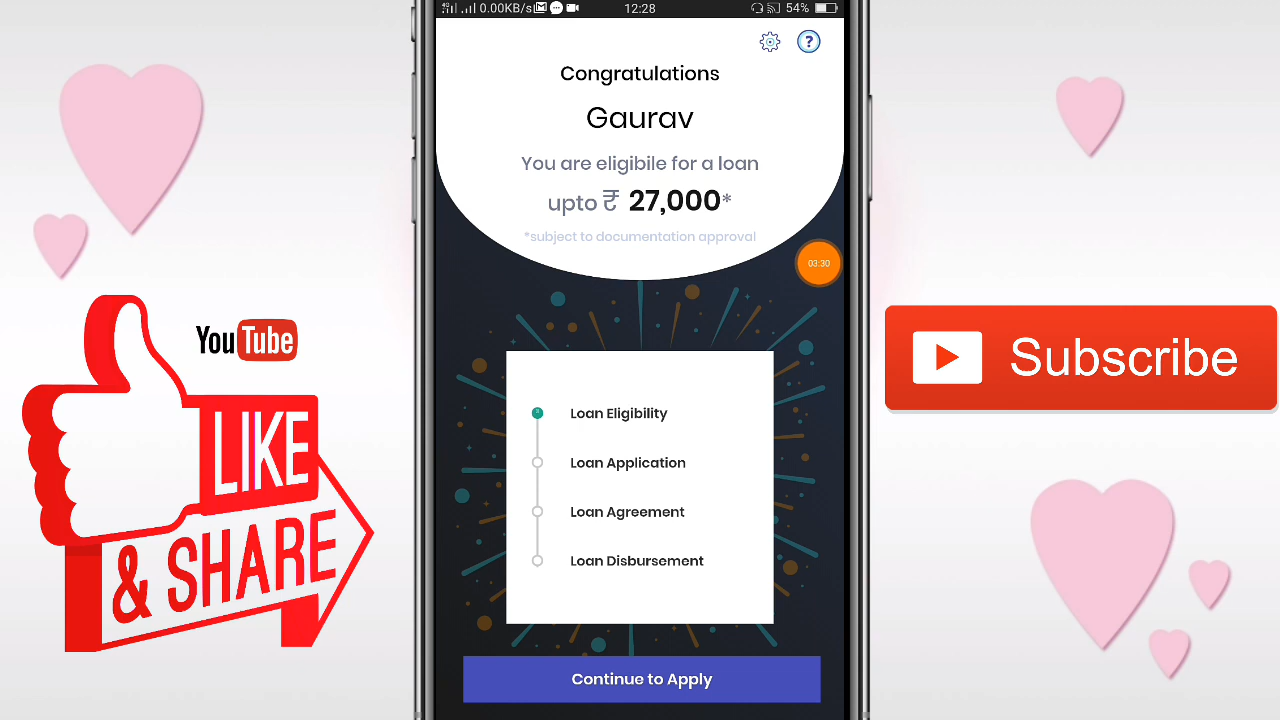 0.00KB/s
12:28
54%
?
Congratulations
Gaurav
You are eligibile for a loan
upto ₹ 27,000*
*subject to documentation approval
03:30
Loan Eligibility
Loan Application
Loan Agreement
Loan Disbursement
Continue to Apply
YouTube
LIKE
& SHARE
Subscribe